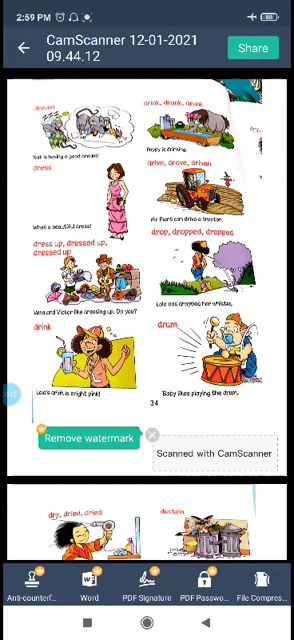 2:59 PM
88
CamScanner 12-01-2021
09.44.12
Share
dream
Nat is having a good dream!
drink, drank, drunk
Poppy is drinking.
dry,
dress
What a beautiful dress!
drive, drove, driven
Mr Plant can drive a tractor.
dress up, dressed up,
dressed up
Vera and Victor like dressing up. Do you?
drop, dropped, dropped
Lola has dropped her whistle.
drink
Lola's drink is bright pink!
drum
Baby likes playing the drum.
34
Remove watermark
Scanned with CamScanner
dry, dried, dried
dustbin
Anti-counterf...
Word
PDF Signature
PDF Passwo...
File Compres...